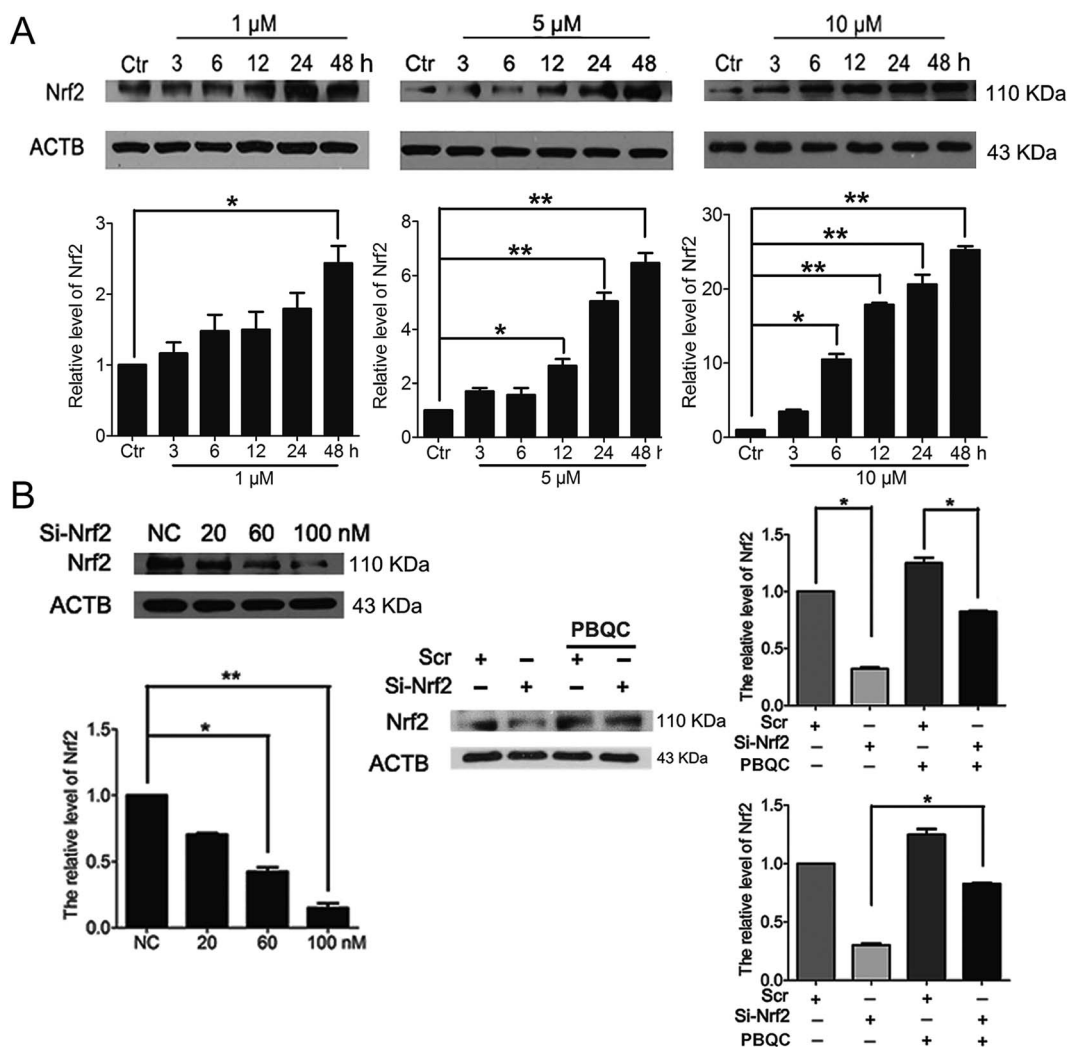 A
1 µM
5 µM
10 µM
Ctr 3 6 12 24 48 h
Ctr 3 6 12 24 48
Ctr 3 6 12 24 48 h
Nrf2
110 KDa
ACTB
43 KDa
Relative level of Nrf2
3
2
1
0
Ctr 3 6 12 24 48 h
1 µM
Relative level of Nrf2
8
6
4
2
0
Ctr 3 6 12 24 48 h
5 µM
Relative level of Nrf2
30
20
10
0
Ctr 3 6 12 24 48 h
10 µM
*
**
**
*
**
**
**
*
B
Si-Nrf2 NC 20 60 100 nM
Nrf2 110 KDa
ACTB 43 KDa
The relative level of Nrf2
1.5
1.0
0.5
0.0
NC 20 60 100 nM
**
*
PBQC
Scr + – + –
Si-Nrf2 – + – +
Nrf2 110 KDa
ACTB 43 KDa
The relative level of Nrf2
1.5
1.0
0.5
0.0
* *
Scr + – + –
Si-Nrf2 – + – +
PBQC – – + +
The relative level of Nrf2
1.5
1.0
0.5
0.0
*
Scr + – + –
Si-Nrf2 – + – +
PBQC – – + +